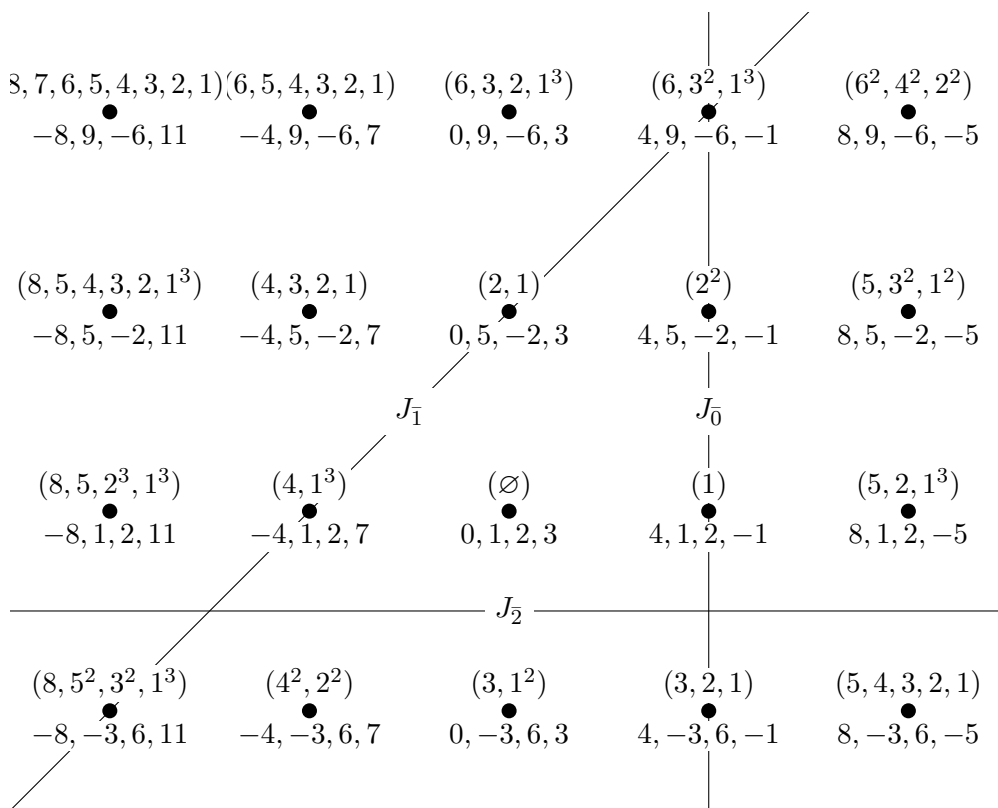 8, 7, 6, 5, 4, 3, 2, 1) (6, 5, 4, 3, 2, 1) (6, 3, 2, 1³) (6, 3², 1³) (6², 4², 2²)
−8, 9, −6, 11 −4, 9, −6, 7 0, 9, −6, 3 4, 9, −6, −1 8, 9, −6, −5
(8, 5, 4, 3, 2, 1³) (4, 3, 2, 1) (2, 1) (2²) (5, 3², 1²)
−8, 5, −2, 11 −4, 5, −2, 7 0, 5, −2, 3 4, 5, −2, −1 8, 5, −2, −5
J_1̄ J_0̄
(8, 5, 2³, 1³) (4, 1³) (∅) (1) (5, 2, 1³)
−8, 1, 2, 11 −4, 1, 2, 7 0, 1, 2, 3 4, 1, 2, −1 8, 1, 2, −5
J_2̄
(8, 5², 3², 1³) (4², 2²) (3, 1²) (3, 2, 1) (5, 4, 3, 2, 1)
−8, −3, 6, 11 −4, −3, 6, 7 0, −3, 6, 3 4, −3, 6, −1 8, −3, 6, −5